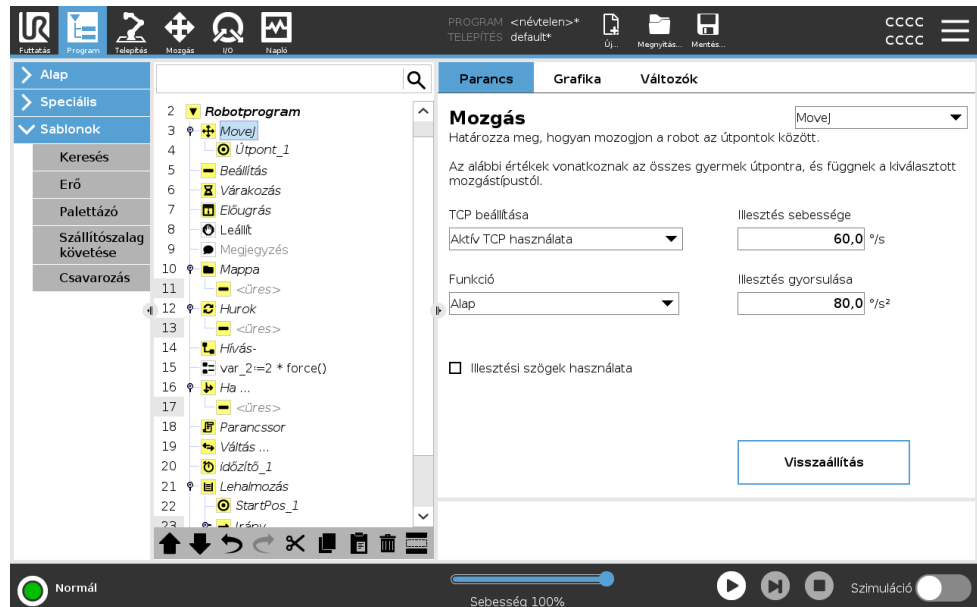 Futtatás
Program
Telepítés
Mozgás
I/O
Napló
PROGRAM <névtelen>*
TELEPÍTÉS default*
Új...
Megnyitás...
Mentés...
CCCC
CCCC
Alap
Speciális
Sablonok
Keresés
Erő
Palettázó
Szállítószalag
követése
Csavarozás
2 Robotprogram
3 MoveJ
4 Útpont_1
5 Beállítás
6 Várakozás
7 Előugrás
8 Leállít
9 Megjegyzés
10 Mappa
11 <üres>
12 Hurok
13 <üres>
14 Hívás-
15 var_2:=2 * force()
16 Ha ...
17 <üres>
18 Parancssor
19 Váltás ...
20 időzítő_1
21 Lehalmozás
22 StartPos_1
23 Irány
Parancs
Grafika
Változók
Mozgás
MoveJ
Határozza meg, hogyan mozogjon a robot az útpontok között.
Az alábbi értékek vonatkoznak az összes gyermek útpontra, és függnek a kiválasztott
mozgástípustól.
TCP beállítása
Illesztés sebessége
Aktív TCP használata
60,0 °/s
Funkció
Illesztés gyorsulása
Alap
80,0 °/s²
Illesztési szögek használata
Visszaállítás
Normál
Sebesség 100%
Szimuláció